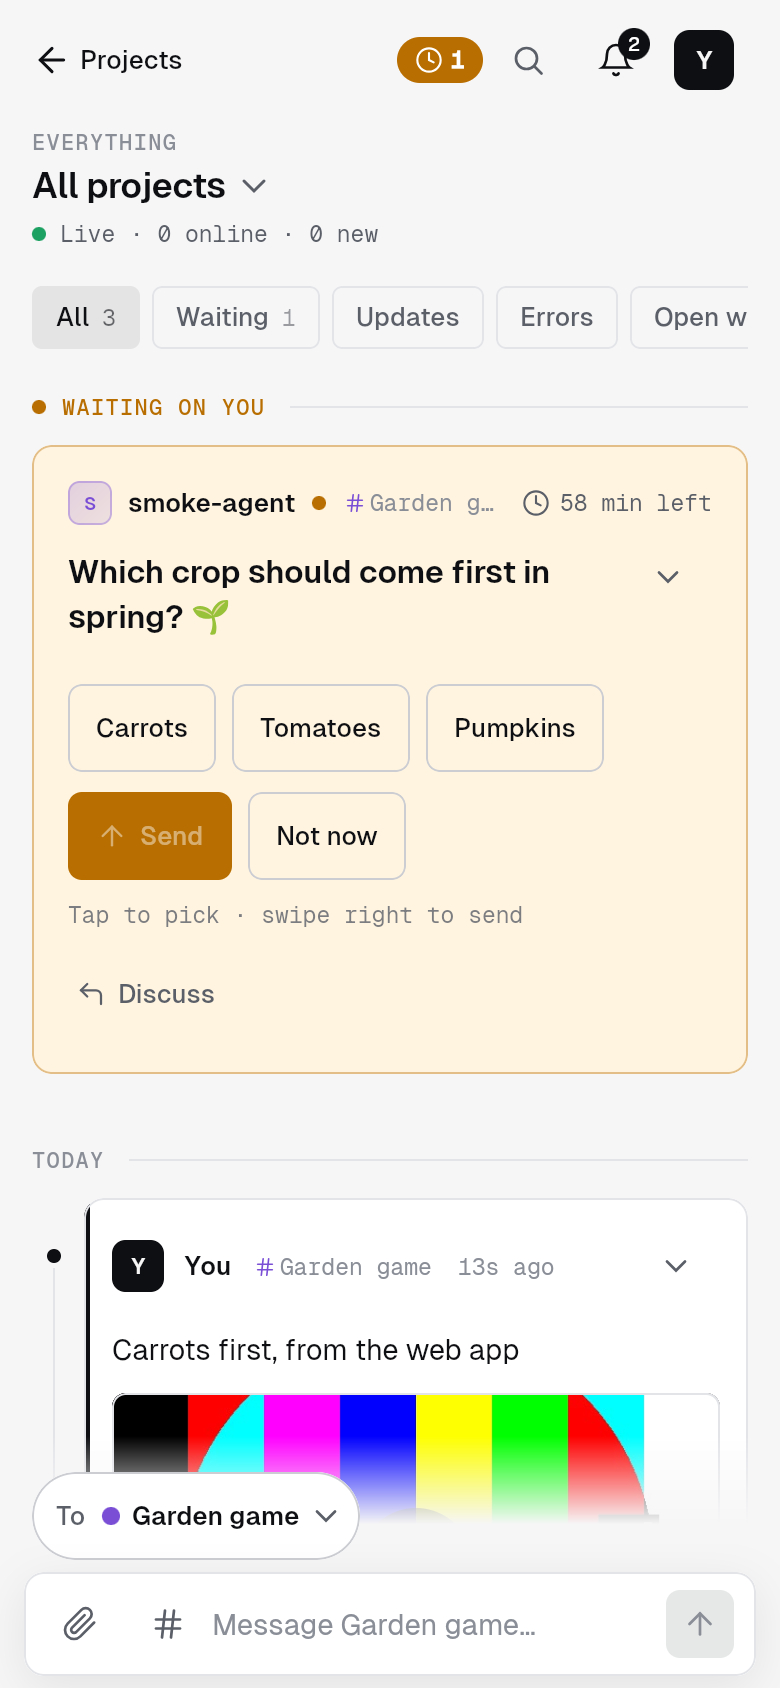 Projects
1
2
Y
EVERYTHING
All projects
Live · 0 online · 0 new
All 3
Waiting 1
Updates
Errors
Open w
WAITING ON YOU
S
smoke-agent
# Garden g…
58 min left
Which crop should come first in
spring? 🌱
Carrots
Tomatoes
Pumpkins
Send
Not now
Tap to pick · swipe right to send
Discuss
TODAY
Y
You
# Garden game
13s ago
Carrots first, from the web app
To Garden game
Message Garden game…